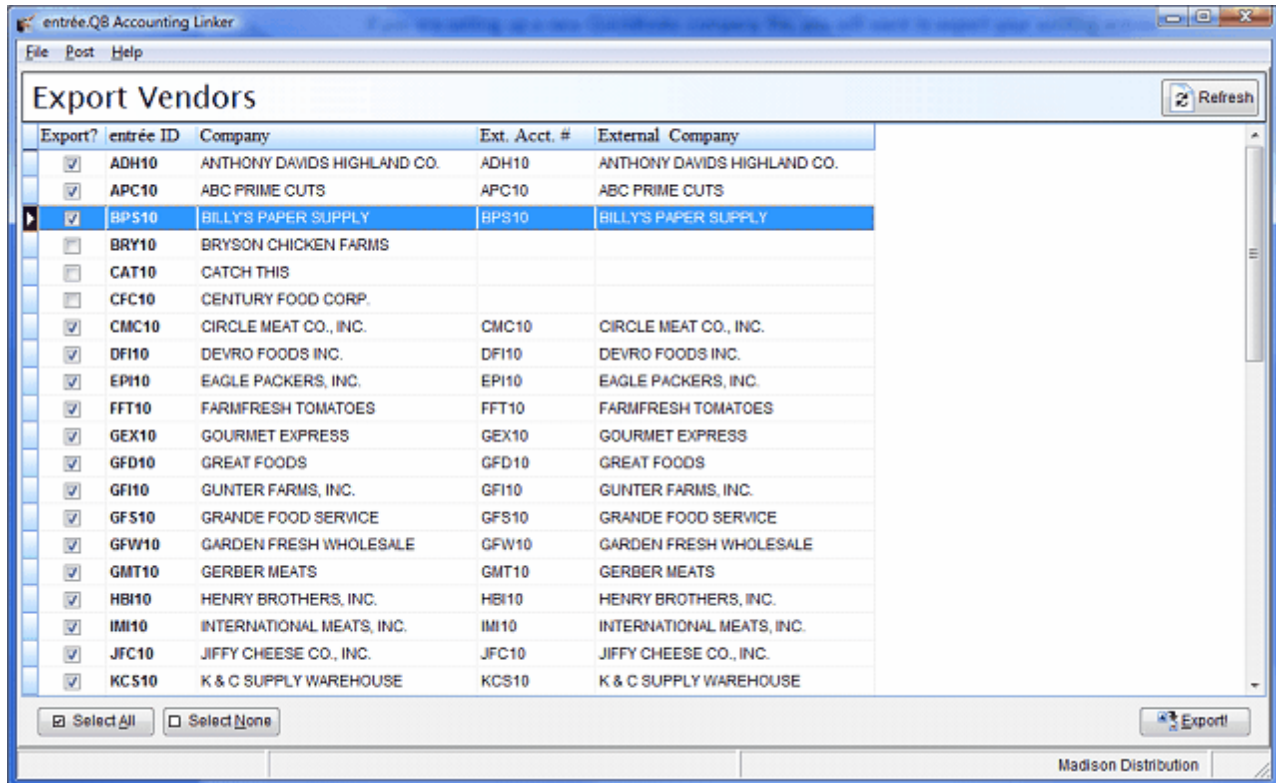 entrée.QB Accounting Linker
File Post Help
Export Vendors
Refresh
Export? entrée ID Company Ext. Acct. # External Company
ADH10 ANTHONY DAVIDS HIGHLAND CO. ADH10 ANTHONY DAVIDS HIGHLAND CO.
APC10 ABC PRIME CUTS APC10 ABC PRIME CUTS
BPS10 BILLY'S PAPER SUPPLY BPS10 BILLY'S PAPER SUPPLY
BRY10 BRYSON CHICKEN FARMS
CAT10 CATCH THIS
CFC10 CENTURY FOOD CORP.
CMC10 CIRCLE MEAT CO., INC. CMC10 CIRCLE MEAT CO., INC.
DFI10 DEVRO FOODS INC. DFI10 DEVRO FOODS INC.
EPI10 EAGLE PACKERS, INC. EPI10 EAGLE PACKERS, INC.
FFT10 FARMFRESH TOMATOES FFT10 FARMFRESH TOMATOES
GEX10 GOURMET EXPRESS GEX10 GOURMET EXPRESS
GFD10 GREAT FOODS GFD10 GREAT FOODS
GFI10 GUNTER FARMS, INC. GFI10 GUNTER FARMS, INC.
GFS10 GRANDE FOOD SERVICE GFS10 GRANDE FOOD SERVICE
GFW10 GARDEN FRESH WHOLESALE GFW10 GARDEN FRESH WHOLESALE
GMT10 GERBER MEATS GMT10 GERBER MEATS
HBI10 HENRY BROTHERS, INC. HBI10 HENRY BROTHERS, INC.
IMI10 INTERNATIONAL MEATS, INC. IMI10 INTERNATIONAL MEATS, INC.
JFC10 JIFFY CHEESE CO., INC. JFC10 JIFFY CHEESE CO., INC.
KCS10 K & C SUPPLY WAREHOUSE KCS10 K & C SUPPLY WAREHOUSE
Select All Select None Export!
Madison Distribution